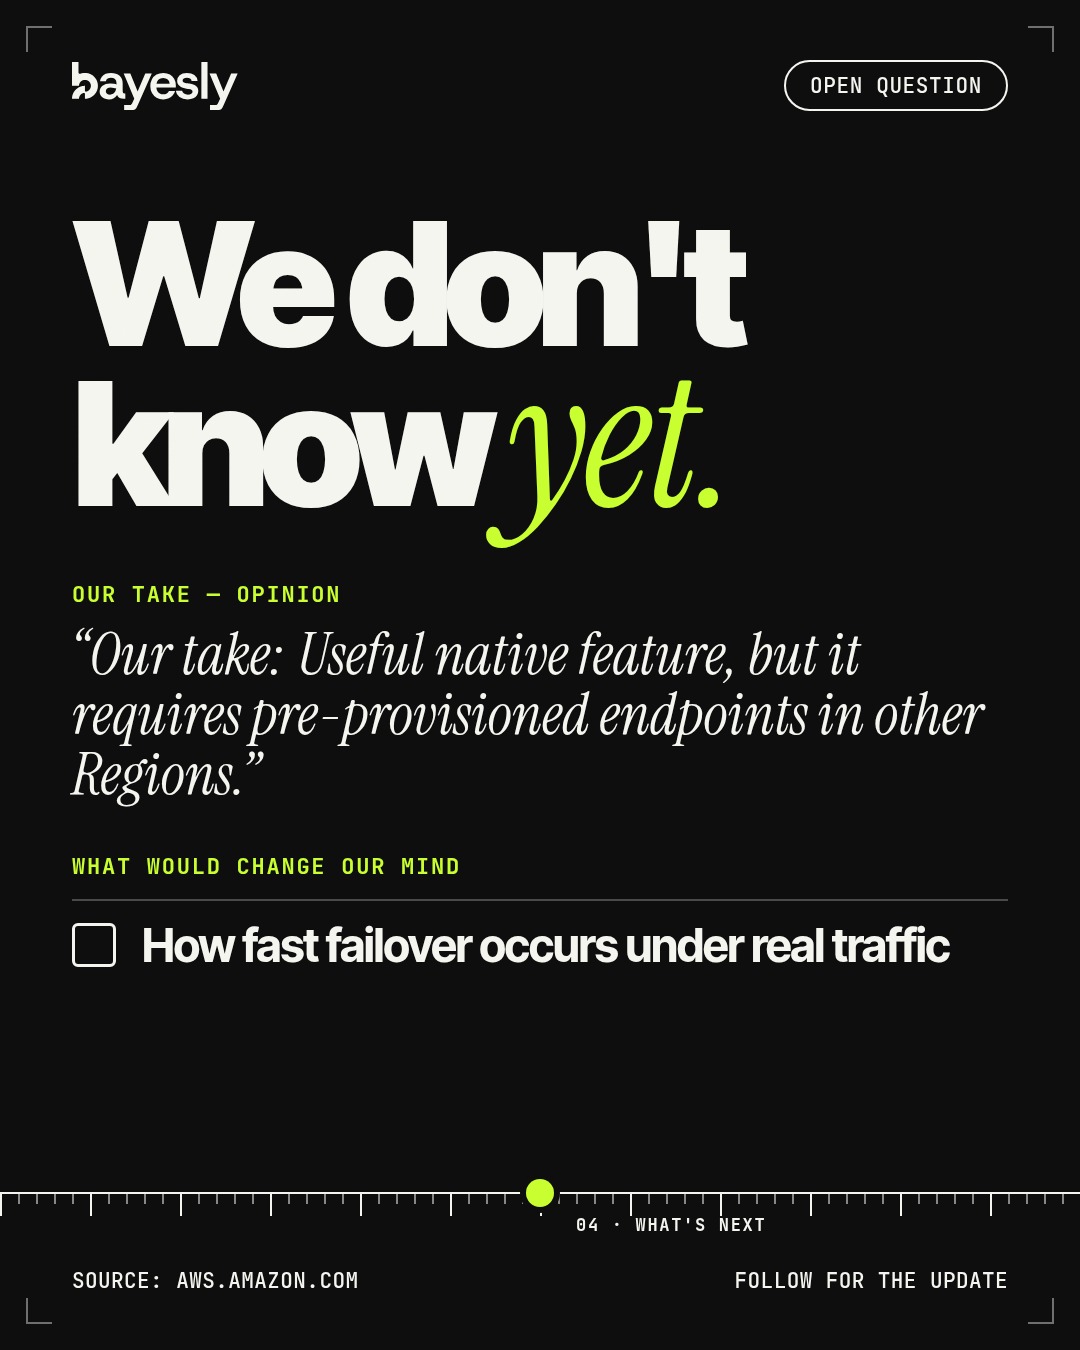 bayesly
OPEN QUESTION
We don't
know yet.
OUR TAKE — OPINION
“Our take: Useful native feature, but it
requires pre-provisioned endpoints in other
Regions.”
WHAT WOULD CHANGE OUR MIND
How fast failover occurs under real traffic
04 · WHAT'S NEXT
SOURCE: AWS.AMAZON.COM
FOLLOW FOR THE UPDATE